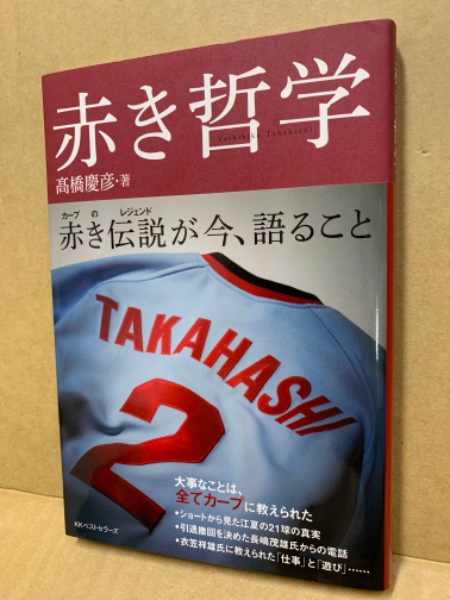 赤き哲学
Yoshihiko Takahashi
髙橋慶彦・著
カープ の レジェンド
赤き伝説が今、語ること
TAKAHASHI
2
大事なことは、
全てカープに教えられた
・ショートから見た江夏の21球の真実
・引退撤回を決めた長嶋茂雄氏からの電話
・衣笠祥雄氏に教えられた「仕事」と「遊び」……
KKベストセラーズ